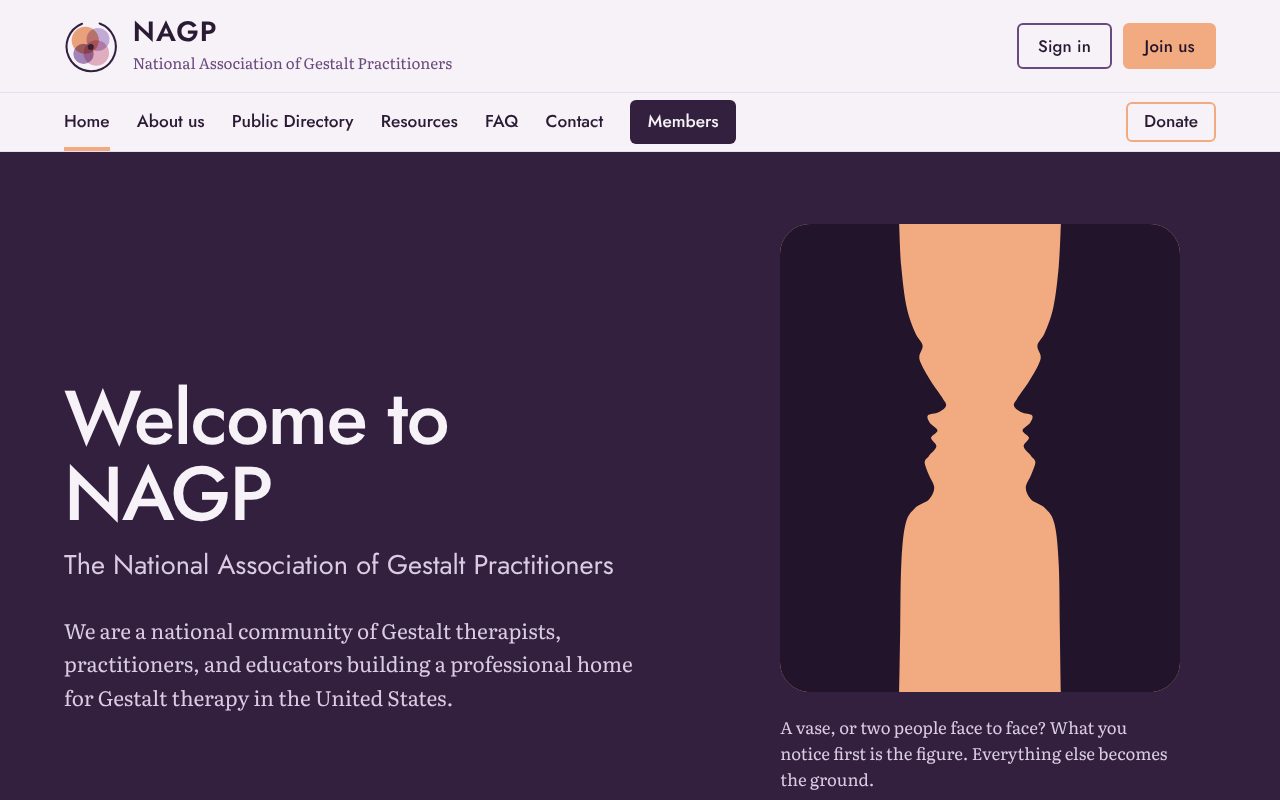 NAGP
National Association of Gestalt Practitioners
Sign in
Join us
Home
About us
Public Directory
Resources
FAQ
Contact
Members
Donate
Welcome to
NAGP
The National Association of Gestalt Practitioners
We are a national community of Gestalt therapists,
practitioners, and educators building a professional home
for Gestalt therapy in the United States.
A vase, or two people face to face? What you
notice first is the figure. Everything else becomes
the ground.